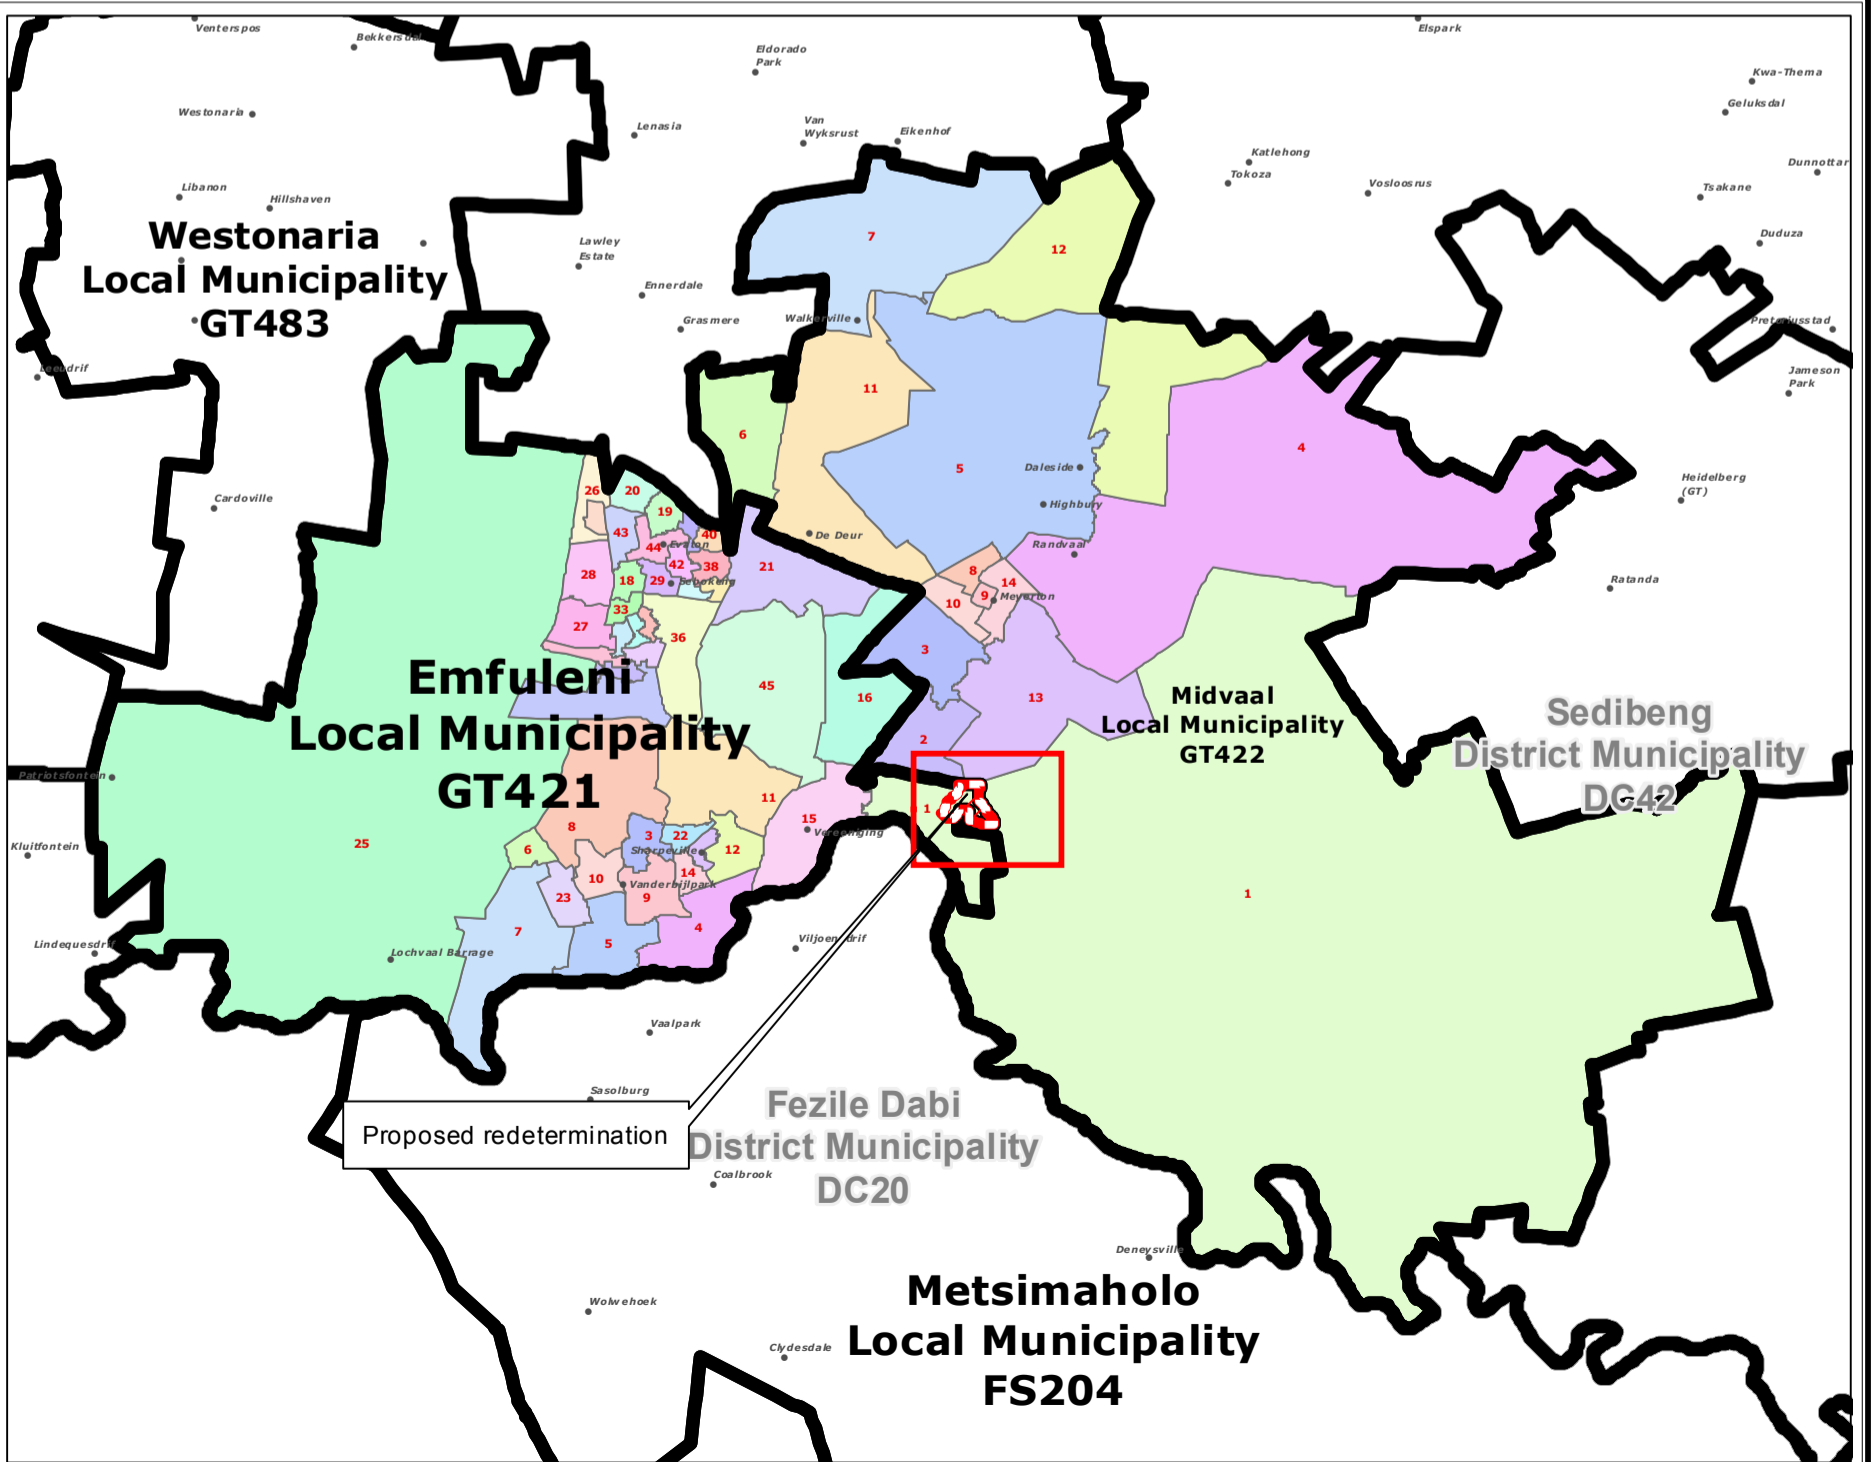 Venterspos
Bekkersdal
Elspark
Eldorado
Park
Kwa-Thema
Geluksdal
Westonaria
Lenasia
Van
Wyksrust
Eikenhof
Katlehong
Tokoza
Vosloosrus
Dunnottar
Tsakane
Libanon
Hillshaven
Westonaria
Local Municipality
GT483
Lawley
Estate
Duduza
7
12
Ennerdale
Grasmere
Walkerville
Pretoriusstad
Leeudrif
Jameson
Park
11
6
4
5
Daleside
Highbury
Heidelberg
(GT)
Cardoville
26
20
19
43
40
44
Evaton
42
38
De Deur
21
Randvaal
28
18
29
Sebokeng
8
14
9
10
Meyerton
Ratanda
33
27
36
3
Emfuleni
Local Municipality
GT421
45
16
13
2
Midvaal
Local Municipality
GT422
Sedibeng
District Municipality
DC42
Patriotsfontein
11
1
15
Vereeniging
8
3
22
Kluitfontein
25
6
Sharpeville
12
10
14
Vanderbijlpark
23
9
1
7
5
4
Lindequesdrif
Lochvaal Barrage
Viljoendrif
Vaalpark
Sasolburg
Proposed redetermination
Fezile Dabi
District Municipality
DC20
Coalbrook
Deneysville
Metsimaholo
Local Municipality
FS204
Wolwehoek
Clydesdale